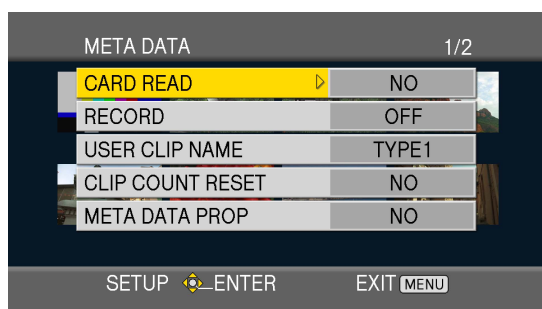 META DATA 1/2
CARD READ NO
RECORD OFF
USER CLIP NAME TYPE1
CLIP COUNT RESET NO
META DATA PROP NO
SETUP ENTER EXIT MENU